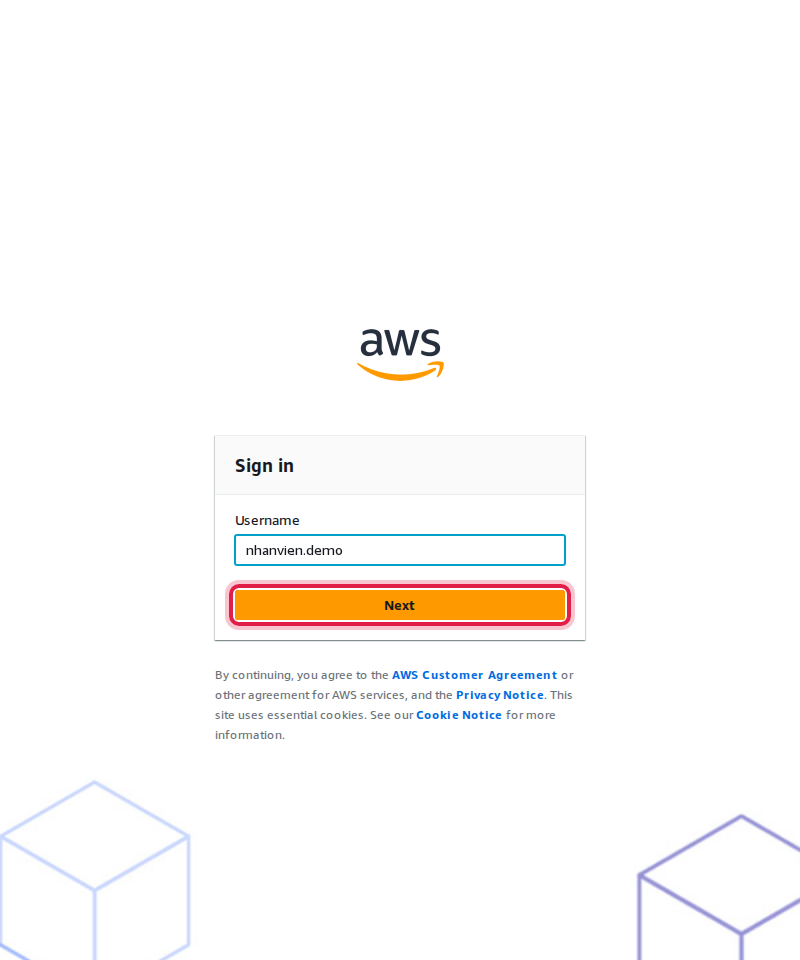 aws
Sign in
Username
nhanvien.demo
Next
By continuing, you agree to the AWS Customer Agreement or
other agreement for AWS services, and the Privacy Notice. This
site uses essential cookies. See our Cookie Notice for more
information.